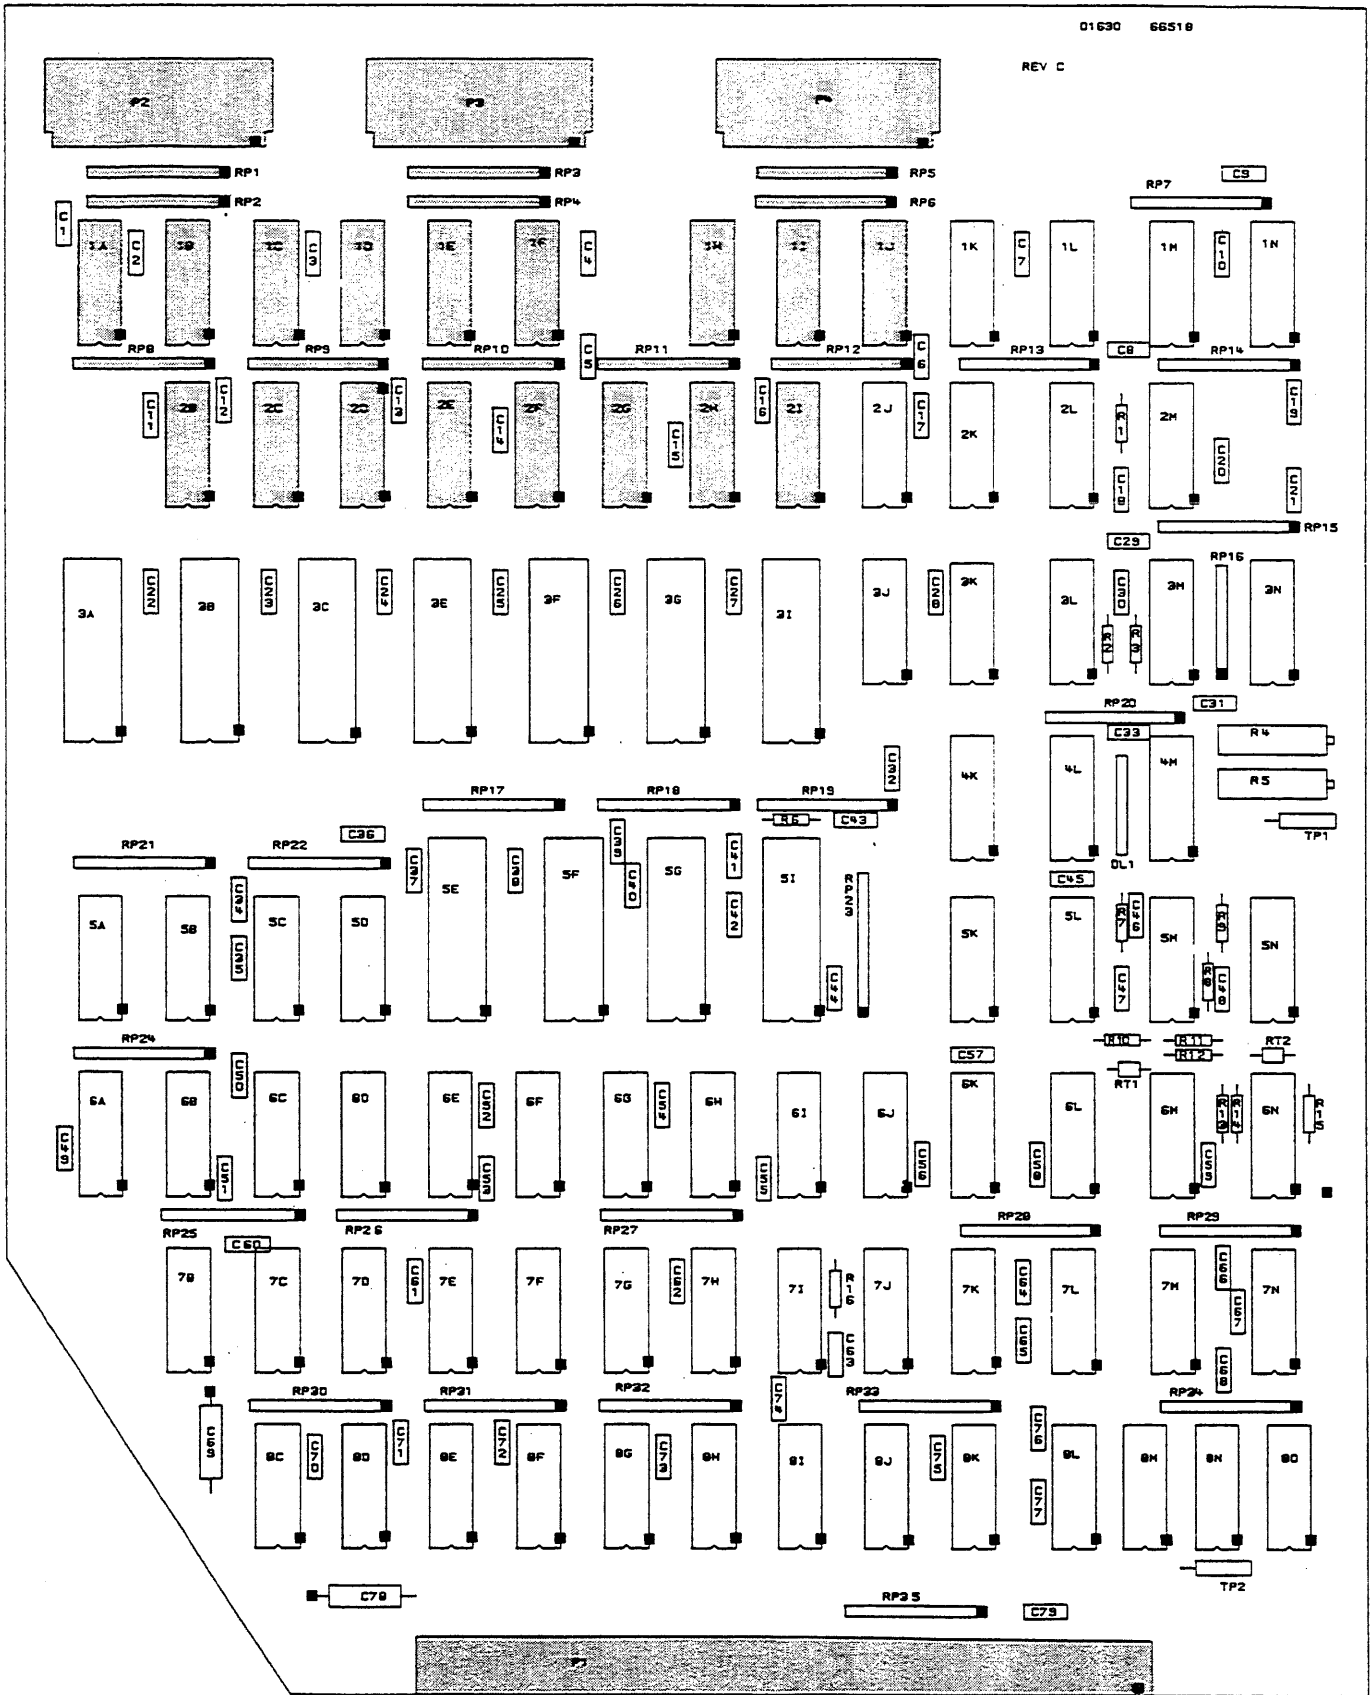 01630 66518
REV C
P2 P3
RP1 RP3 RP5 C9
RP7
RP2 RP4 RP6
C1 1A C2 1B 1C C3 1D 1E 1F C4 1H 1I 1J 1K C7 1L 1M C10 1N
RP8 RP9 RP10 C5 RP11 RP12 C6 RP13 C8 RP14
C11 2B C12 2C 2D C13 2E C14 2F 2G C15 2H C16 2I 2J C17 2K 2L R1 2M C19
C18 C20 C21
RP15
C29 RP16
3A C22 3B C23 3C C24 3E C25 3F C26 3G C27 3I 3J C28 3K 3L C30 3M 3N
R2 R3
RP20 C31
C33 R4
4K 4L 4M R5
C32
RP17 RP18 RP19
R6 C43 TP1
C36
RP21 RP22 C37 C38 C39 C40 C41 DL1
C34 5E 5F 5G C42 5I RP23 C45
5A 5B 5C 5D 5K 5L R7 C46 5M R9 5N
C35 C44 C47 R8 C48
RP24 R10 R11 RT2
C57 R12
C50 RT1
6A 6B 6C 6D 6E C52 6F 6G C54 6H 6I 6J 6K 6L 6M R13 R14 6N R15
C49 C51 C53 C55 C56 C58 C59
RP25 RP26 RP27 RP28 RP29
C60
7B 7C 7D C61 7E 7F 7G C62 7H 7I R16 7J 7K C64 7L 7M C66 7N
C67
C63 C65 C68
RP30 RP31 RP32 C74 RP33 RP34
C69 8C C70 8D C71 8E C72 8F 8G C73 8H 8I 8J C75 8K C76 8L 8M 8N 8O
C77
TP2
C78 RP35 C79
P1